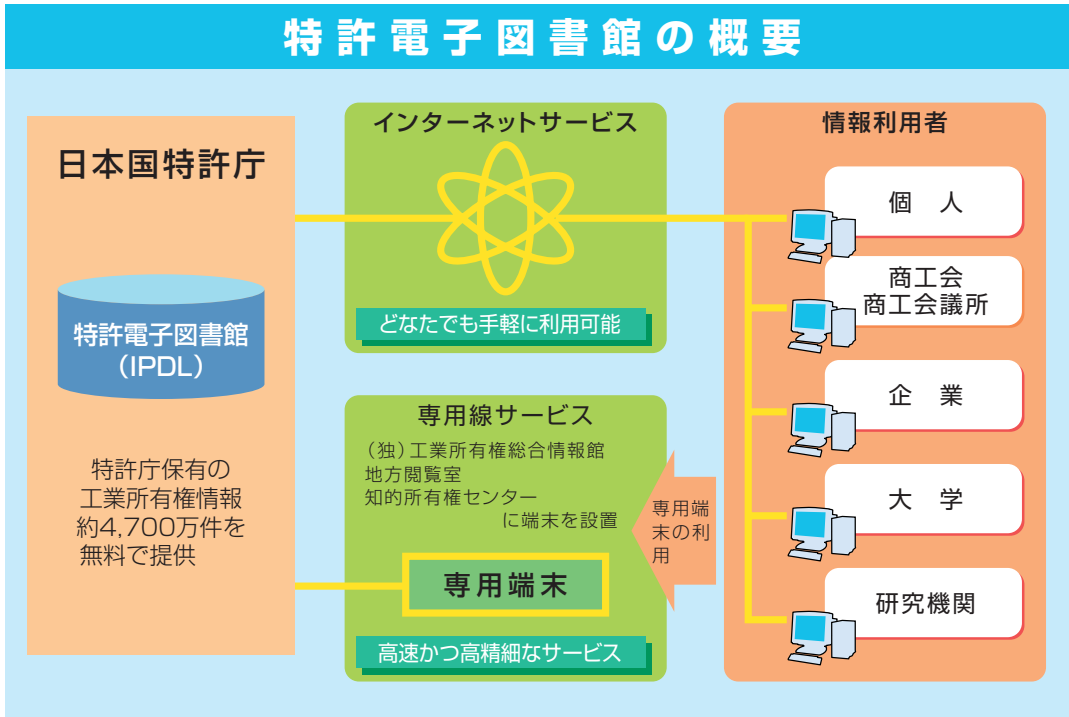 特許電子図書館の概要
日本国特許庁
特許電子図書館
（IPDL）
特許庁保有の
工業所有権情報
約4,700万件を
無料で提供
インターネットサービス
どなたでも手軽に利用可能
専用線サービス
（独）工業所有権総合情報館
地方閲覧室
知的所有権センター
に端末を設置
専用端末
高速かつ高精細なサービス
専用端
末の利
用
情報利用者
個　人
商工会
商工会議所
企　業
大　学
研究機関